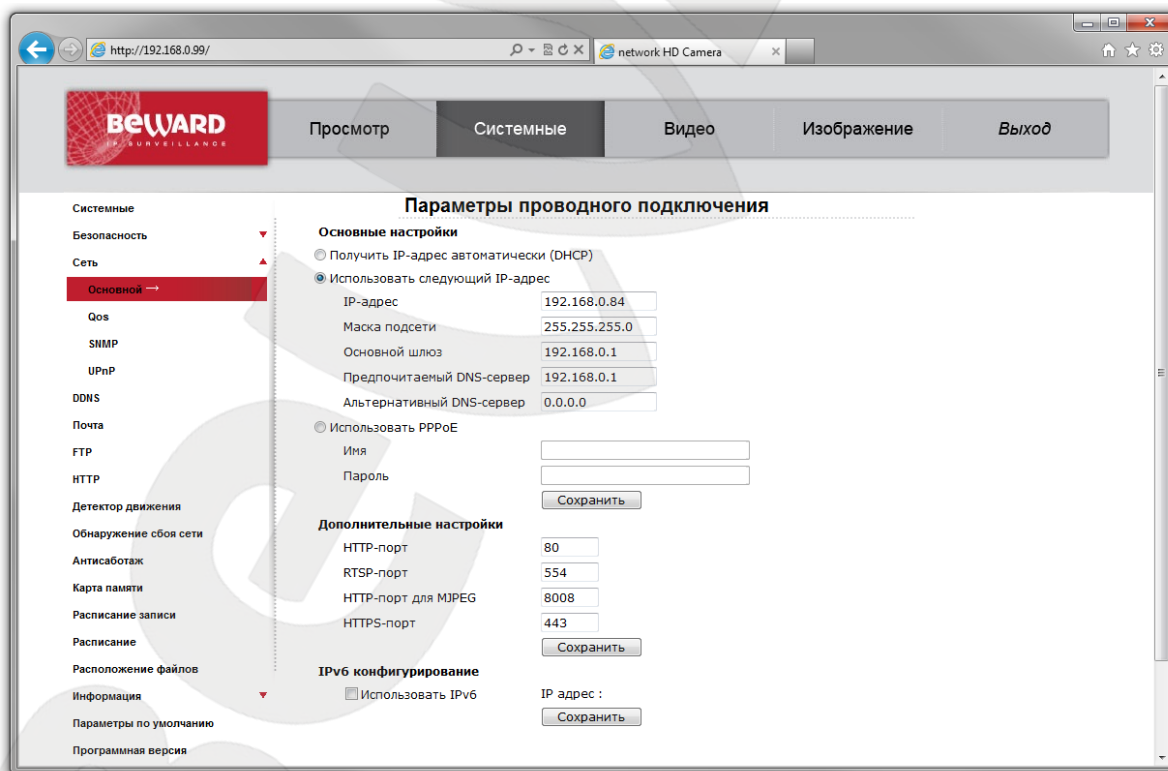 http://192.168.0.99/
network HD Camera
BEWARD
IP SURVEILLANCE
Просмотр
Системные
Видео
Изображение
Выход
Системные
Безопасность
Сеть
Основной →
Qos
SNMP
UPnP
DDNS
Почта
FTP
HTTP
Детектор движения
Обнаружение сбоя сети
Антисаботаж
Карта памяти
Расписание записи
Расписание
Расположение файлов
Информация
Параметры по умолчанию
Программная версия
Параметры проводного подключения
Основные настройки
Получить IP-адрес автоматически (DHCP)
Использовать следующий IP-адрес
IP-адрес 192.168.0.84
Маска подсети 255.255.255.0
Основной шлюз 192.168.0.1
Предпочитаемый DNS-сервер 192.168.0.1
Альтернативный DNS-сервер 0.0.0.0
Использовать PPPoE
Имя
Пароль
Сохранить
Дополнительные настройки
HTTP-порт 80
RTSP-порт 554
HTTP-порт для MJPEG 8008
HTTPS-порт 443
Сохранить
IPv6 конфигурирование
Использовать IPv6 IP адрес :
Сохранить